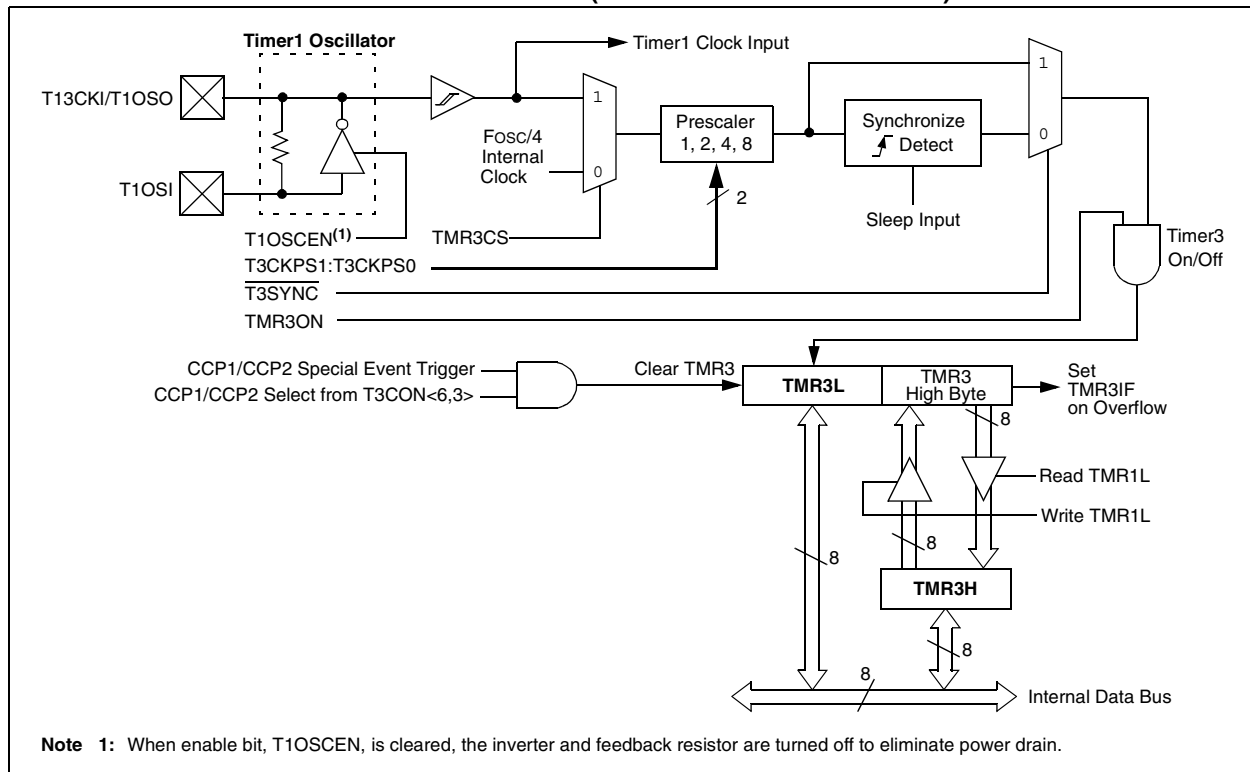 Timer1 Oscillator
Timer1 Clock Input
T13CKI/T1OSO
T1OSI
FOSC/4
Internal
Clock
1
0
Prescaler
1, 2, 4, 8
2
Synchronize
Detect
Sleep Input
1
0
T1OSCEN(1)
TMR3CS
T3CKPS1:T3CKPS0
T3SYNC
TMR3ON
Timer3
On/Off
CCP1/CCP2 Special Event Trigger
CCP1/CCP2 Select from T3CON<6,3>
Clear TMR3
TMR3L
TMR3
High Byte
Set
TMR3IF
on Overflow
8
Read TMR1L
Write TMR1L
8
8
TMR3H
8
8
Internal Data Bus
Note 1: When enable bit, T1OSCEN, is cleared, the inverter and feedback resistor are turned off to eliminate power drain.